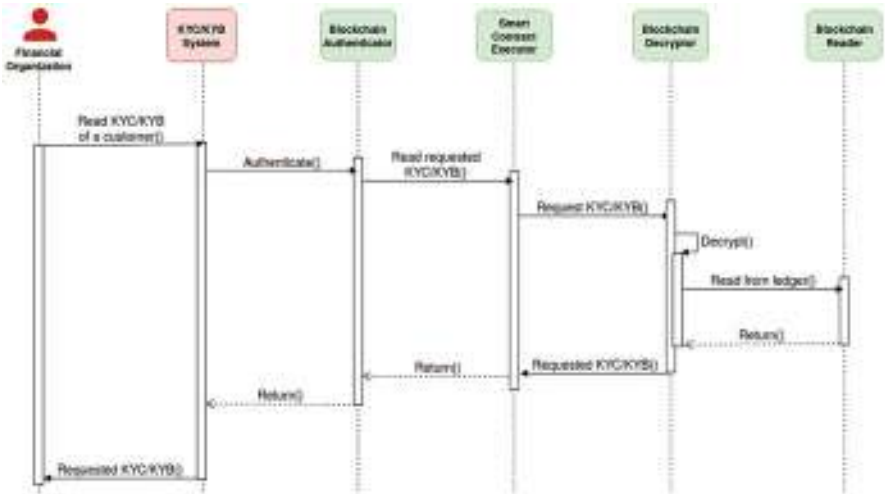 Financial
Organization
KYC/KYB
System
Blockchain
Authenticator
Smart
Contract
Executor
Blockchain
Decryptor
Blockchain
Reader
Read KYC/KYB
of a customer()
Authenticate()
Read requested
KYC/KYB()
Request KYC/KYB()
Decrypt()
Read from ledger()
Return()
Requested KYC/KYB()
Return()
Return()
Requested KYC/KYB()